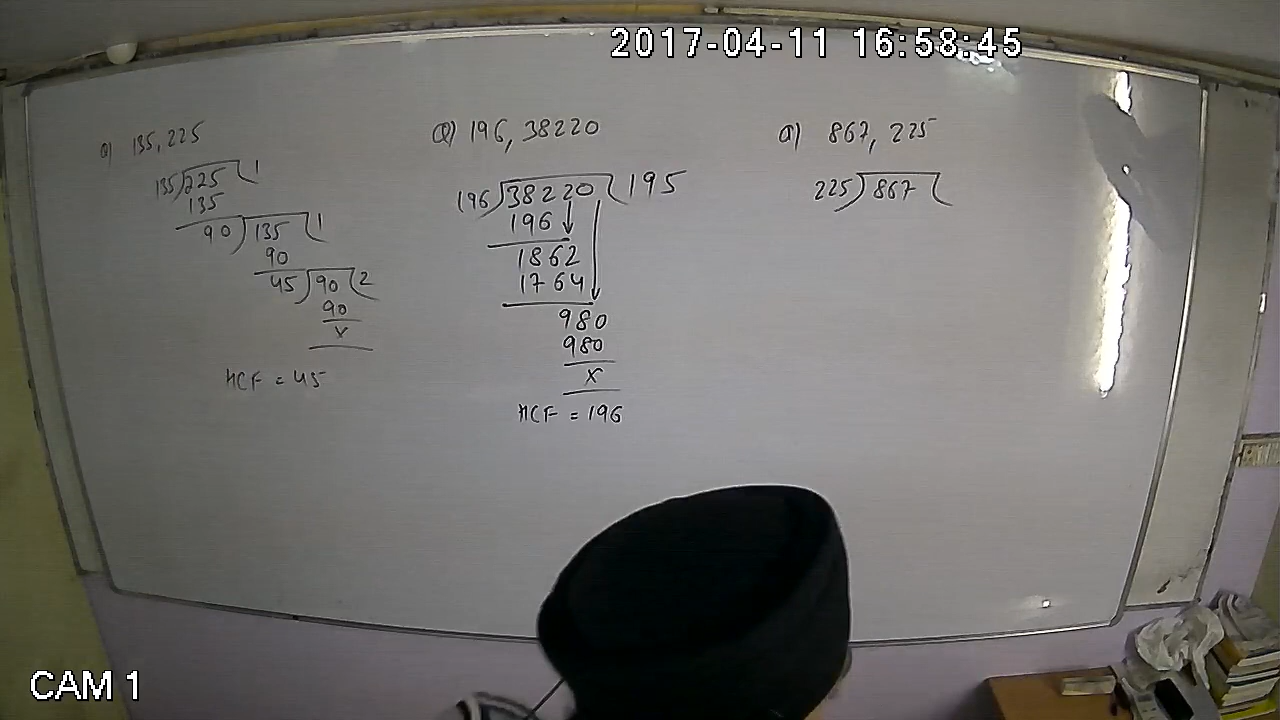 2017-04-11 16:58:45
Q) 135, 225
135)225(1
135
90)135(1
90
45)90(2
90
x
HCF = 45
Q) 196, 38220
196)38220(195
196
1862
1764
980
980
x
HCF = 196
Q) 867, 225
225)867(
CAM 1